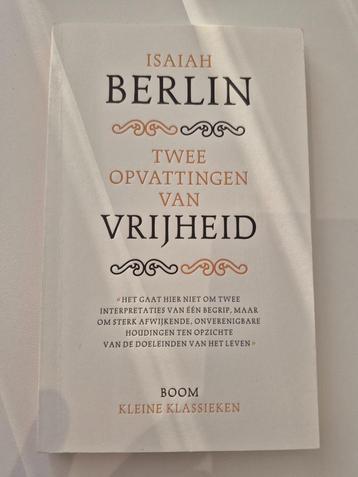 ISAIAH
BERLIN
TWEE
OPVATTINGEN
VAN
VRIJHEID
«HET GAAT HIER NIET OM TWEE
INTERPRETATIES VAN ÉÉN BEGRIP, MAAR
OM STERK AFWIJKENDE, ONVERENIGBARE
HOUDINGEN TEN OPZICHTE
VAN DE DOELEINDEN VAN HET LEVEN»
BOOM
KLEINE KLASSIEKEN